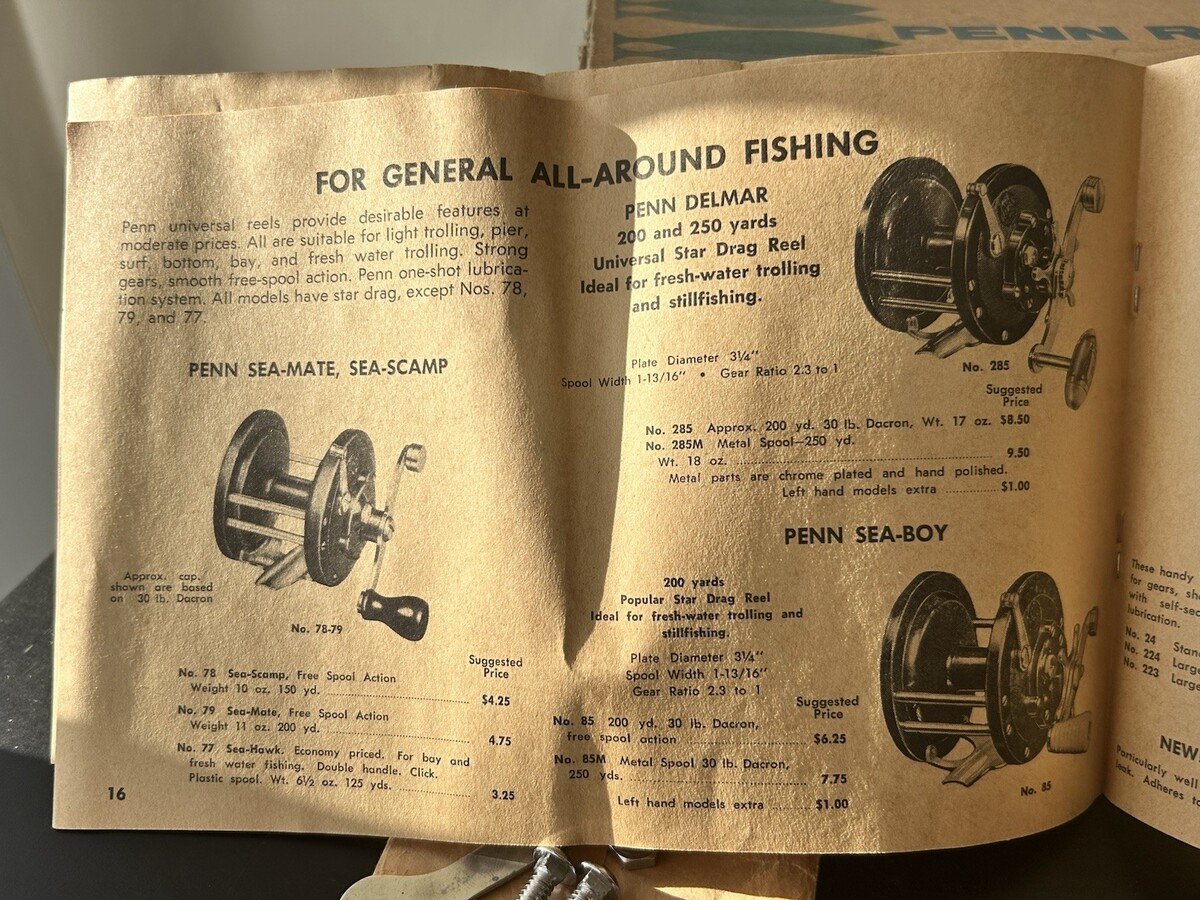 PENN R
FOR GENERAL ALL-AROUND FISHING
Penn universal reels provide desirable features at
moderate prices. All are suitable for light trolling, pier,
surf, bottom, bay, and fresh water trolling. Strong
gears, smooth free-spool action. Penn one-shot lubrica-
tion system. All models have star drag, except Nos. 78,
79, and 77.
PENN SEA-MATE, SEA-SCAMP
Approx. cap.
shown are based
on 30 lb. Dacron
No. 78-79
Suggested
Price
No. 78 Sea-Scamp, Free Spool Action
Weight 10 oz. 150 yd. .......... $4.25
No. 79 Sea-Mate, Free Spool Action
Weight 11 oz. 200 yd. .......... 4.75
No. 77 Sea-Hawk. Economy priced. For bay and
fresh water fishing. Double handle. Click.
Plastic spool. Wt. 6½ oz. 125 yds. .......... 3.25
16
PENN DELMAR
200 and 250 yards
Universal Star Drag Reel
Ideal for fresh-water trolling
and stillfishing.
Plate Diameter 3¼"
Spool Width 1-13/16" • Gear Ratio 2.3 to 1
No. 285
Suggested
Price
No. 285 Approx. 200 yd. 30 lb. Dacron, Wt. 17 oz. $8.50
No. 285M Metal Spool—250 yd.
Wt. 18 oz. .......... 9.50
Metal parts are chrome plated and hand polished.
Left hand models extra .......... $1.00
PENN SEA-BOY
200 yards
Popular Star Drag Reel
Ideal for fresh-water trolling and
stillfishing.
Plate Diameter 3¼"
Spool Width 1-13/16"
Gear Ratio 2.3 to 1
Suggested
Price
No. 85 200 yd. 30 lb. Dacron,
free spool action .......... $6.25
No. 85M Metal Spool 30 lb. Dacron,
250 yds. .......... 7.75
Left hand models extra .......... $1.00
No. 85
These handy
for gears, sh
with self-sec
lubrication.
No. 24 Stan
No. 224 Larg
No. 223 Large
NEW
Particularly well
leak. Adheres to